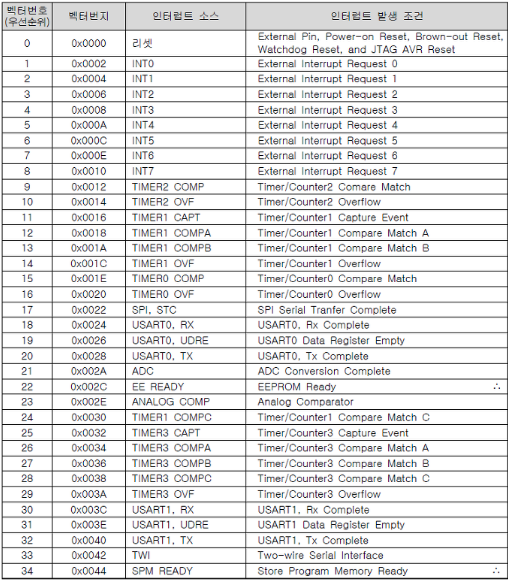 벡터번호 벡터번지 인터럽트 소스 인터럽트 발생 조건
(우선순위)
0 0x0000 리셋 External Pin, Power-on Reset, Brown-out Reset,
Watchdog Reset, and JTAG AVR Reset
1 0x0002 INT0 External Interrupt Request 0
2 0x0004 INT1 External Interrupt Request 1
3 0x0006 INT2 External Interrupt Request 2
4 0x0008 INT3 External Interrupt Request 3
5 0x000A INT4 External Interrupt Request 4
6 0x000C INT5 External Interrupt Request 5
7 0x000E INT6 External Interrupt Request 6
8 0x0010 INT7 External Interrupt Request 7
9 0x0012 TIMER2 COMP Timer/Counter2 Comare Match
10 0x0014 TIMER2 OVF Timer/Counter2 Overflow
11 0x0016 TIMER1 CAPT Timer/Counter1 Capture Event
12 0x0018 TIMER1 COMPA Timer/Counter1 Compare Match A
13 0x001A TIMER1 COMPB Timer/Counter1 Compare Match B
14 0x001C TIMER1 OVF Timer/Counter1 Overflow
15 0x001E TIMER0 COMP Timer/Counter0 Compare Match
16 0x0020 TIMER0 OVF Timer/Counter0 Overflow
17 0x0022 SPI, STC SPI Serial Tranfer Complete
18 0x0024 USART0, RX USART0, Rx Complete
19 0x0026 USART0, UDRE USART0 Data Register Empty
20 0x0028 USART0, TX USART0, Tx Complete
21 0x002A ADC ADC Conversion Complete
22 0x002C EE READY EEPROM Ready ∴
23 0x002E ANALOG COMP Analog Comparator
24 0x0030 TIMER1 COMPC Timer/Counter1 Compare Match C
25 0x0032 TIMER3 CAPT Timer/Counter3 Capture Event
26 0x0034 TIMER3 COMPA Timer/Counter3 Compare Match A
27 0x0036 TIMER3 COMPB Timer/Counter3 Compare Match B
28 0x0038 TIMER3 COMPC Timer/Counter3 Compare Match C
29 0x003A TIMER3 OVF Timer/Counter3 Overflow
30 0x003C USART1, RX USART1, Rx Complete
31 0x003E USART1, UDRE USART1 Data Register Empty
32 0x0040 USART1, TX USART1, Tx Complete
33 0x0042 TWI Two-wire Serial Interface
34 0x0044 SPM READY Store Program Memory Ready ∴